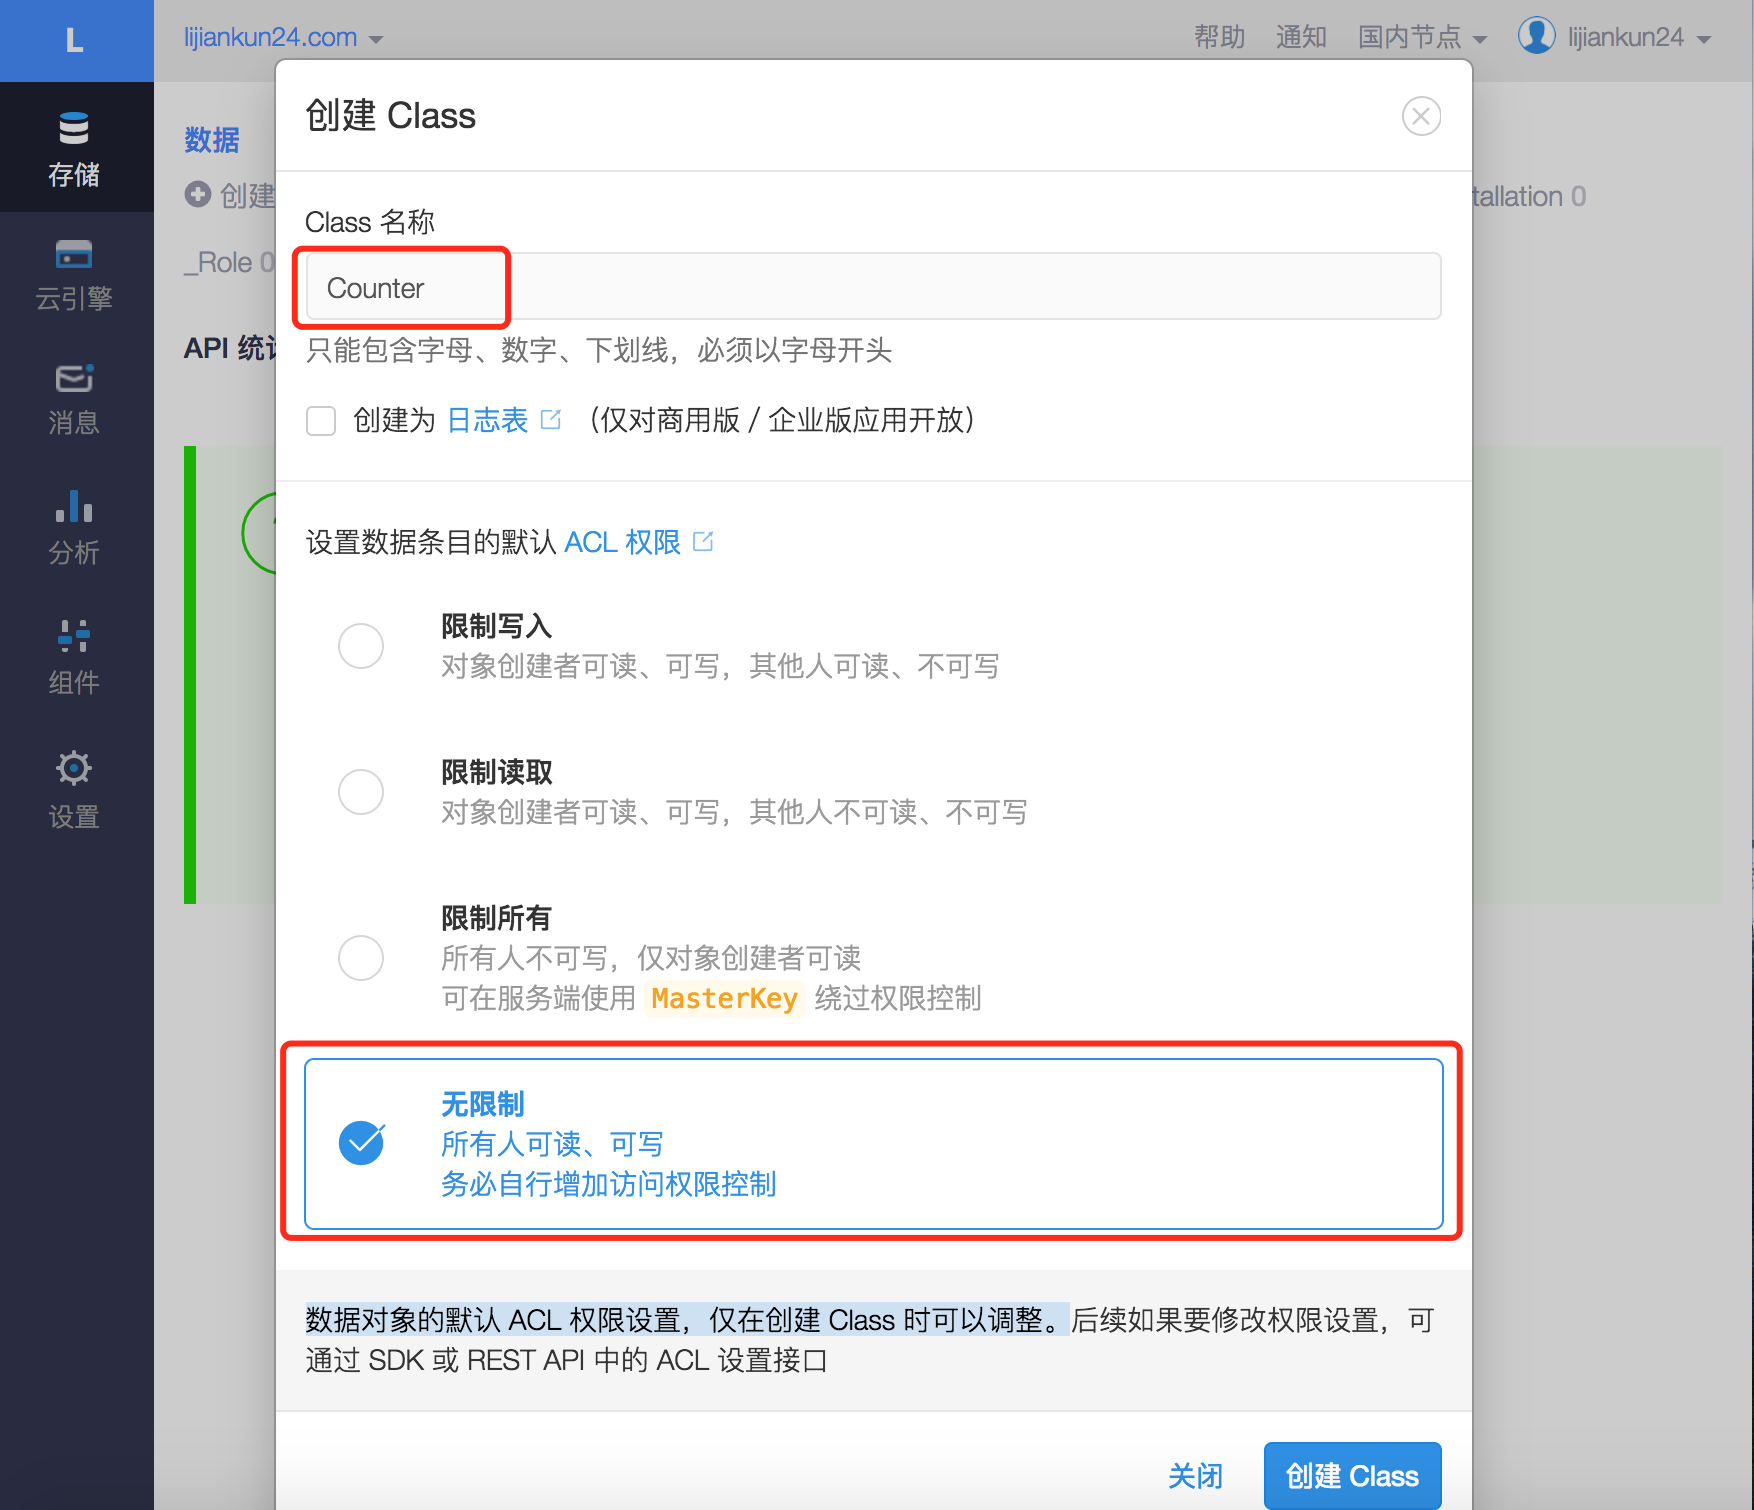 L
lijiankun24.com
帮助 通知 国内节点 lijiankun24
存储
云引擎
消息
分析
组件
设置
数据
创建
tallation 0
_Role 0
API 统
创建 Class
Class 名称
Counter
只能包含字母、数字、下划线，必须以字母开头
创建为 日志表 （仅对商用版 / 企业版应用开放）
设置数据条目的默认 ACL 权限
限制写入
对象创建者可读、可写，其他人可读、不可写
限制读取
对象创建者可读、可写，其他人不可读、不可写
限制所有
所有人不可写，仅对象创建者可读
可在服务端使用 MasterKey 绕过权限控制
无限制
所有人可读、可写
务必自行增加访问权限控制
数据对象的默认 ACL 权限设置，仅在创建 Class 时可以调整。后续如果要修改权限设置，可
通过 SDK 或 REST API 中的 ACL 设置接口
关闭 创建 Class